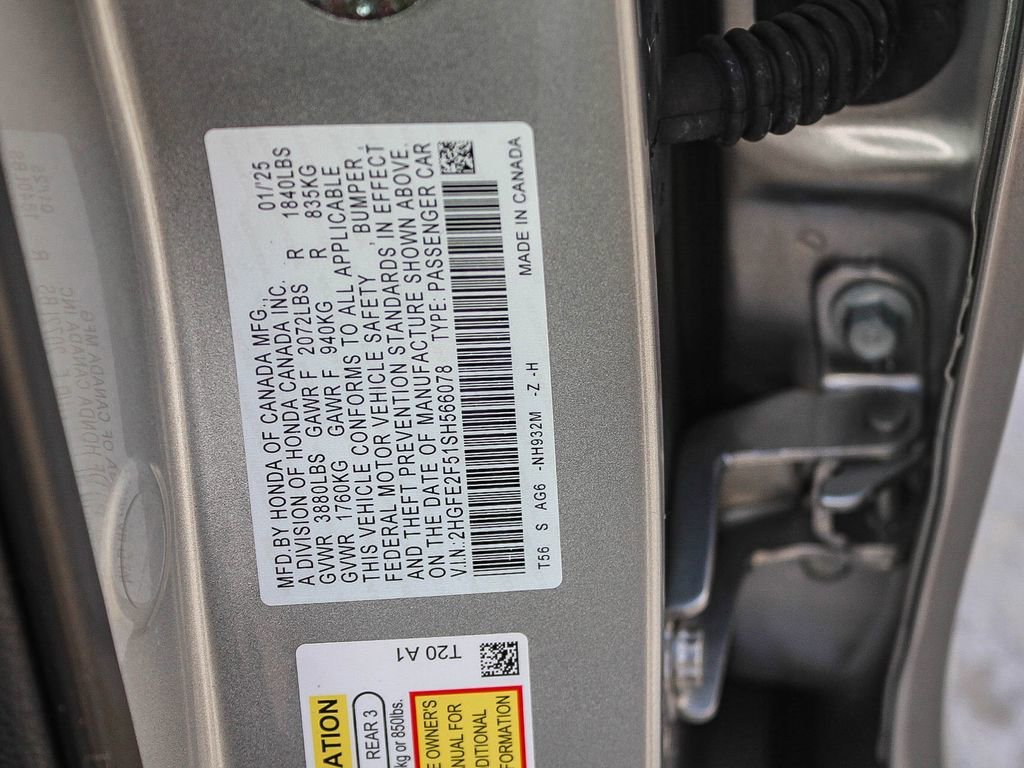 MFD.BY HONDA OF CANADA MFG., 01/25
A DIVISION OF HONDA CANADA INC.
GVWR 3880LBS GAWR F 2072LBS R 1840LBS
GVWR 1760KG GAWR F 940KG R 835KG
THIS VEHICLE CONFORMS TO ALL APPLICABLE
FEDERAL MOTOR VEHICLE SAFETY, BUMPER,
AND THEFT PREVENTION STANDARDS IN EFFECT
ON THE DATE OF MANUFACTURE SHOWN ABOVE.
V.I.N.:2HGFE2F51SH566078 TYPE: PASSENGER CAR
T56 S AG6 -NH932M -Z -H MADE IN CANADA
T20 A1
ATION
REAR 3
kg or 850lbs.
E OWNER'S
NUAL FOR
DITIONAL
FORMATION